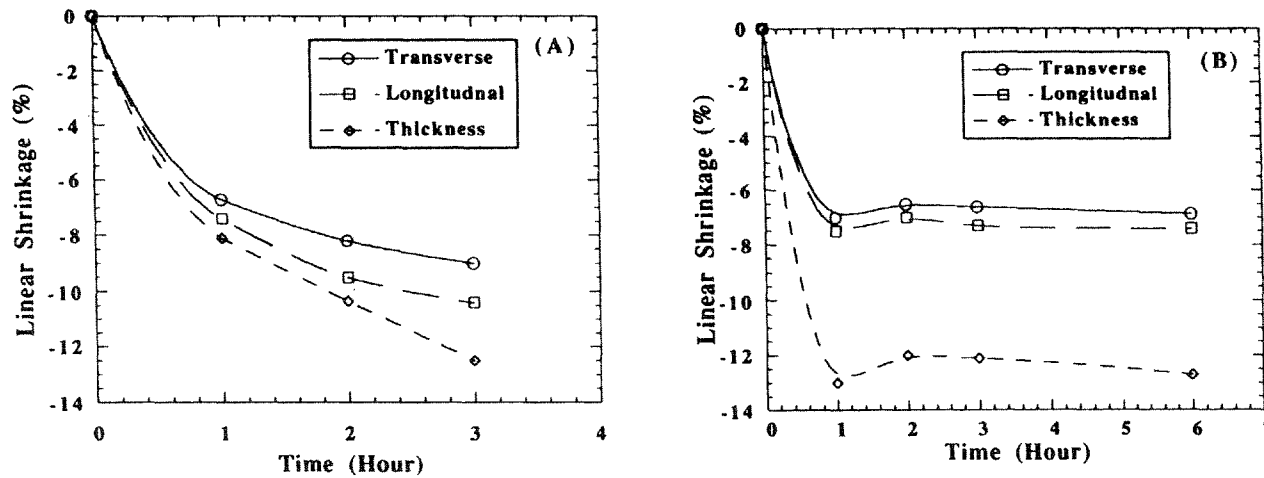 (A)
Transverse
Longitudnal
Thickness
Linear Shrinkage (%)
0
-2
-4
-6
-8
-10
-12
-14
0 1 2 3 4
Time (Hour)
(B)
Transverse
Longitudnal
Thickness
Linear Shrinkage (%)
0
-2
-4
-6
-8
-10
-12
-14
0 1 2 3 4 5 6
Time (Hour)